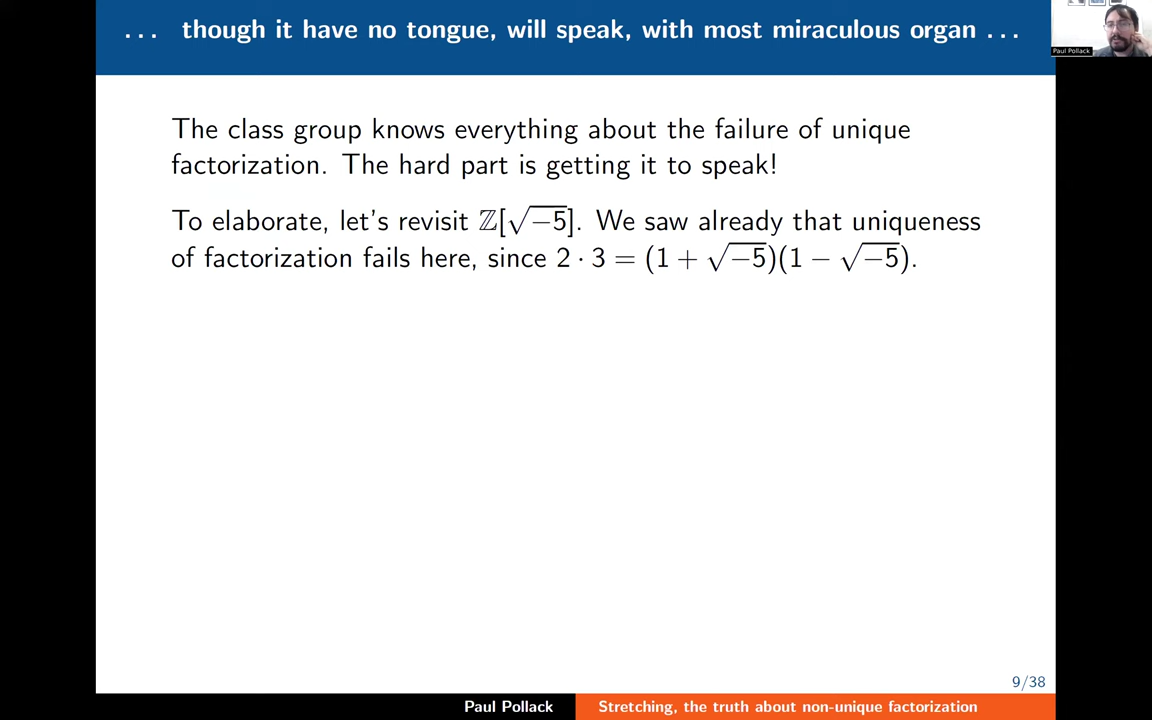 ... though it have no tongue, will speak, with most miraculous organ ...
Paul Pollack
The class group knows everything about the failure of unique
factorization. The hard part is getting it to speak!
To elaborate, let's revisit ℤ[√−5]. We saw already that uniqueness
of factorization fails here, since 2 · 3 = (1 + √−5)(1 − √−5).
9/38
Paul Pollack Stretching, the truth about non-unique factorization